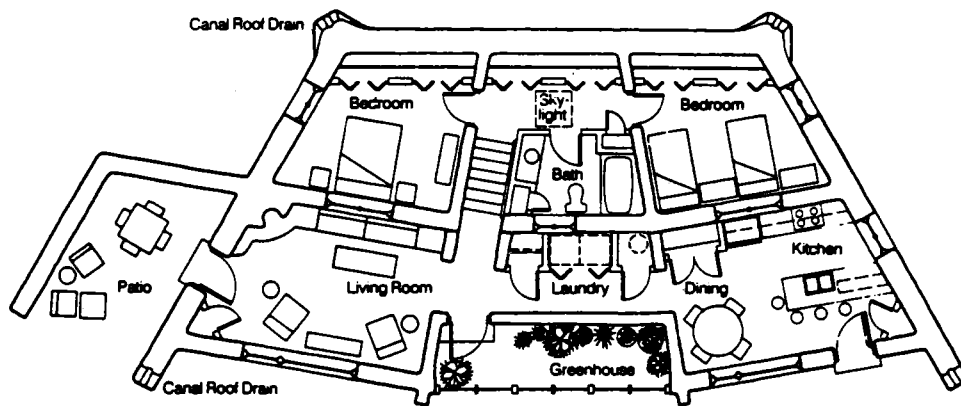 Canal Roof Drain
Bedroom
Sky-
light
Bedroom
Bath
Kitchen
Patio
Living Room
Laundry
Dining
Greenhouse
Canal Roof Drain